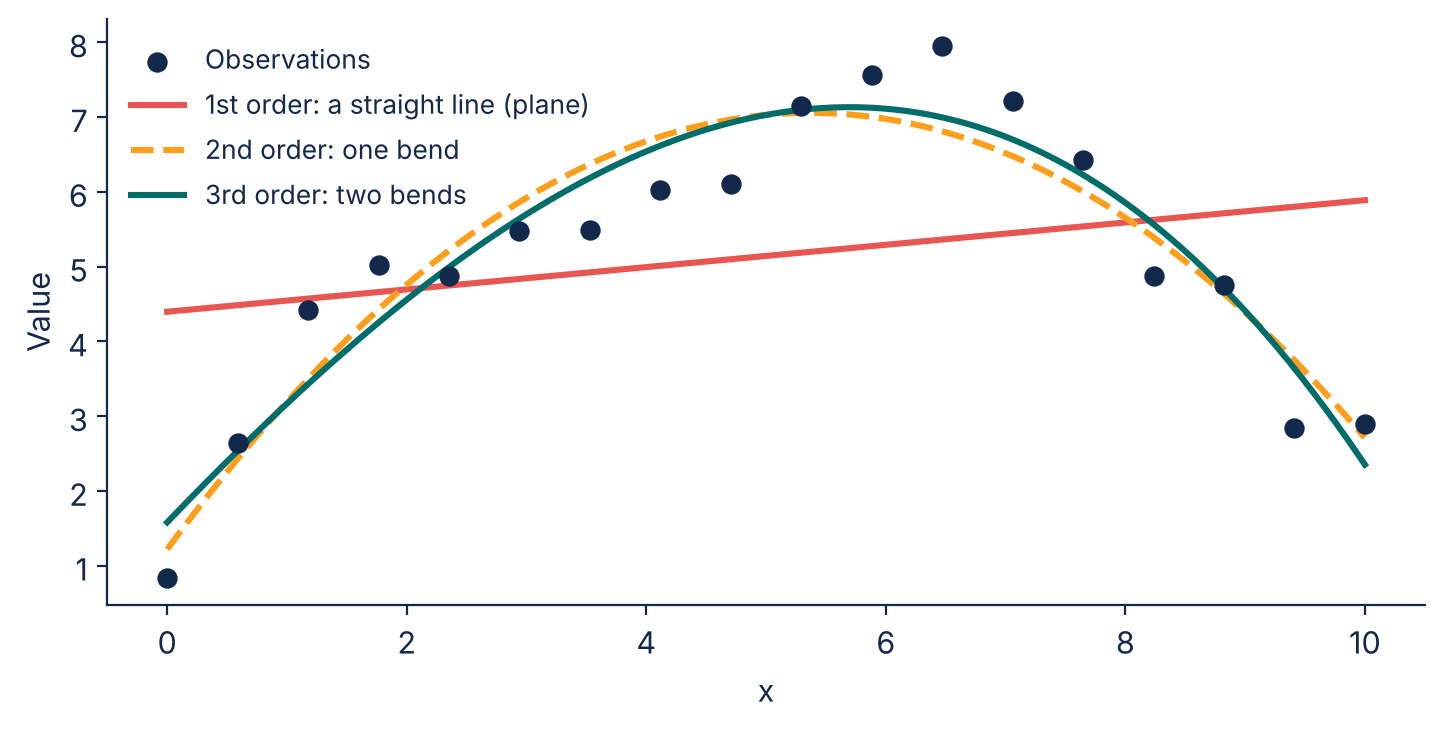 Observations
1st order: a straight line (plane)
2nd order: one bend
3rd order: two bends
Value
8
7
6
5
4
3
2
1
0 2 4 6 8 10
x